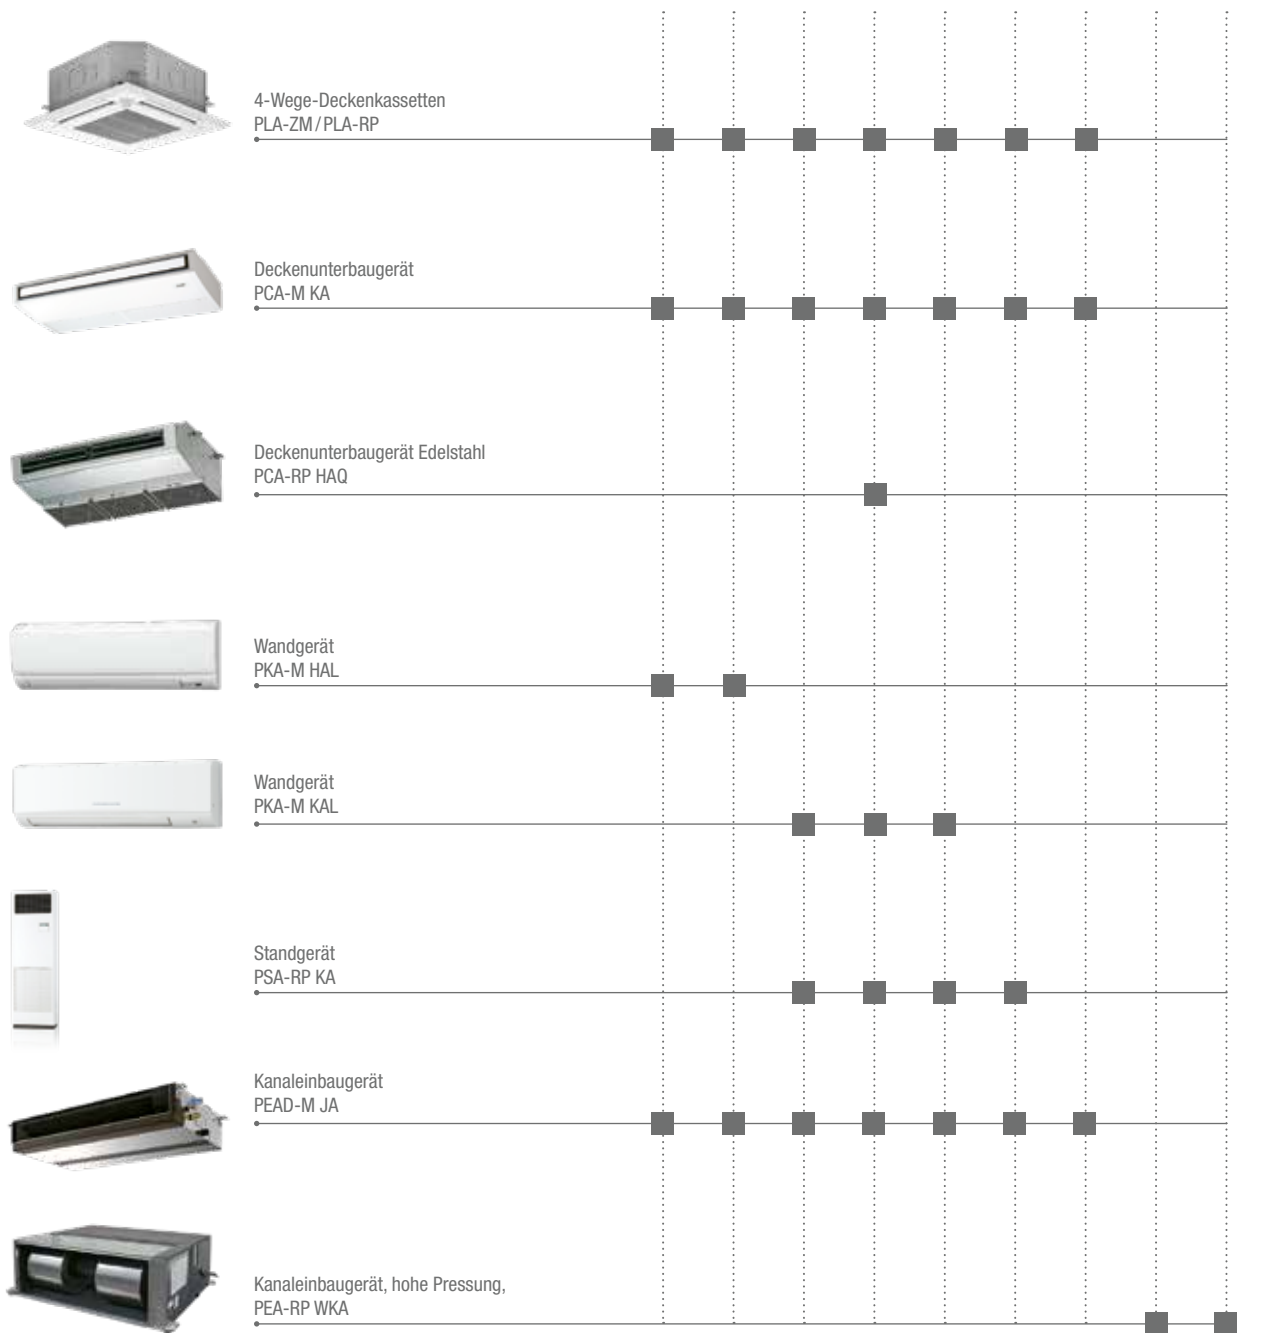 4-Wege-Deckenkassetten
PLA-ZM / PLA-RP
Deckenunterbaugerät
PCA-M KA
Deckenunterbaugerät Edelstahl
PCA-RP HAQ
Wandgerät
PKA-M HAL
Wandgerät
PKA-M KAL
Standgerät
PSA-RP KA
Kanaleinbaugerät
PEAD-M JA
Kanaleinbaugerät, hohe Pressung,
PEA-RP WKA